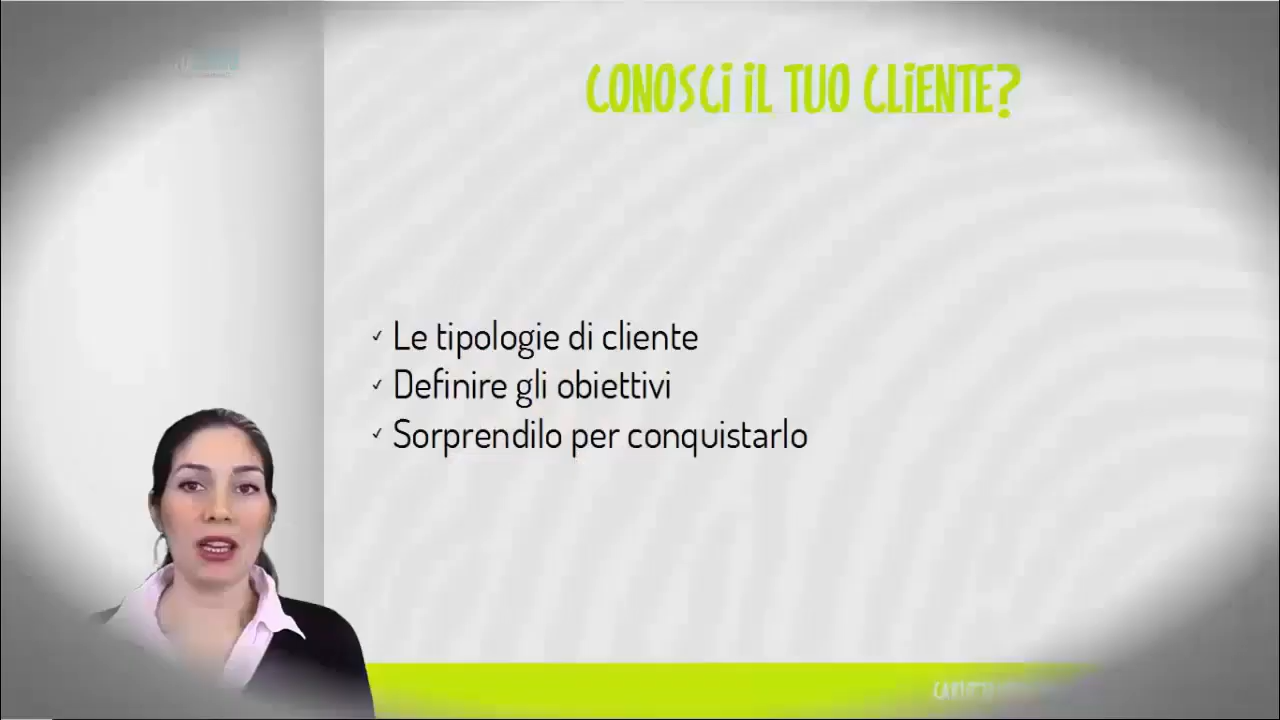 CONOSCI IL TUO CLIENTE?
✓ Le tipologie di cliente
✓ Definire gli obiettivi
✓ Sorprendilo per conquistarlo